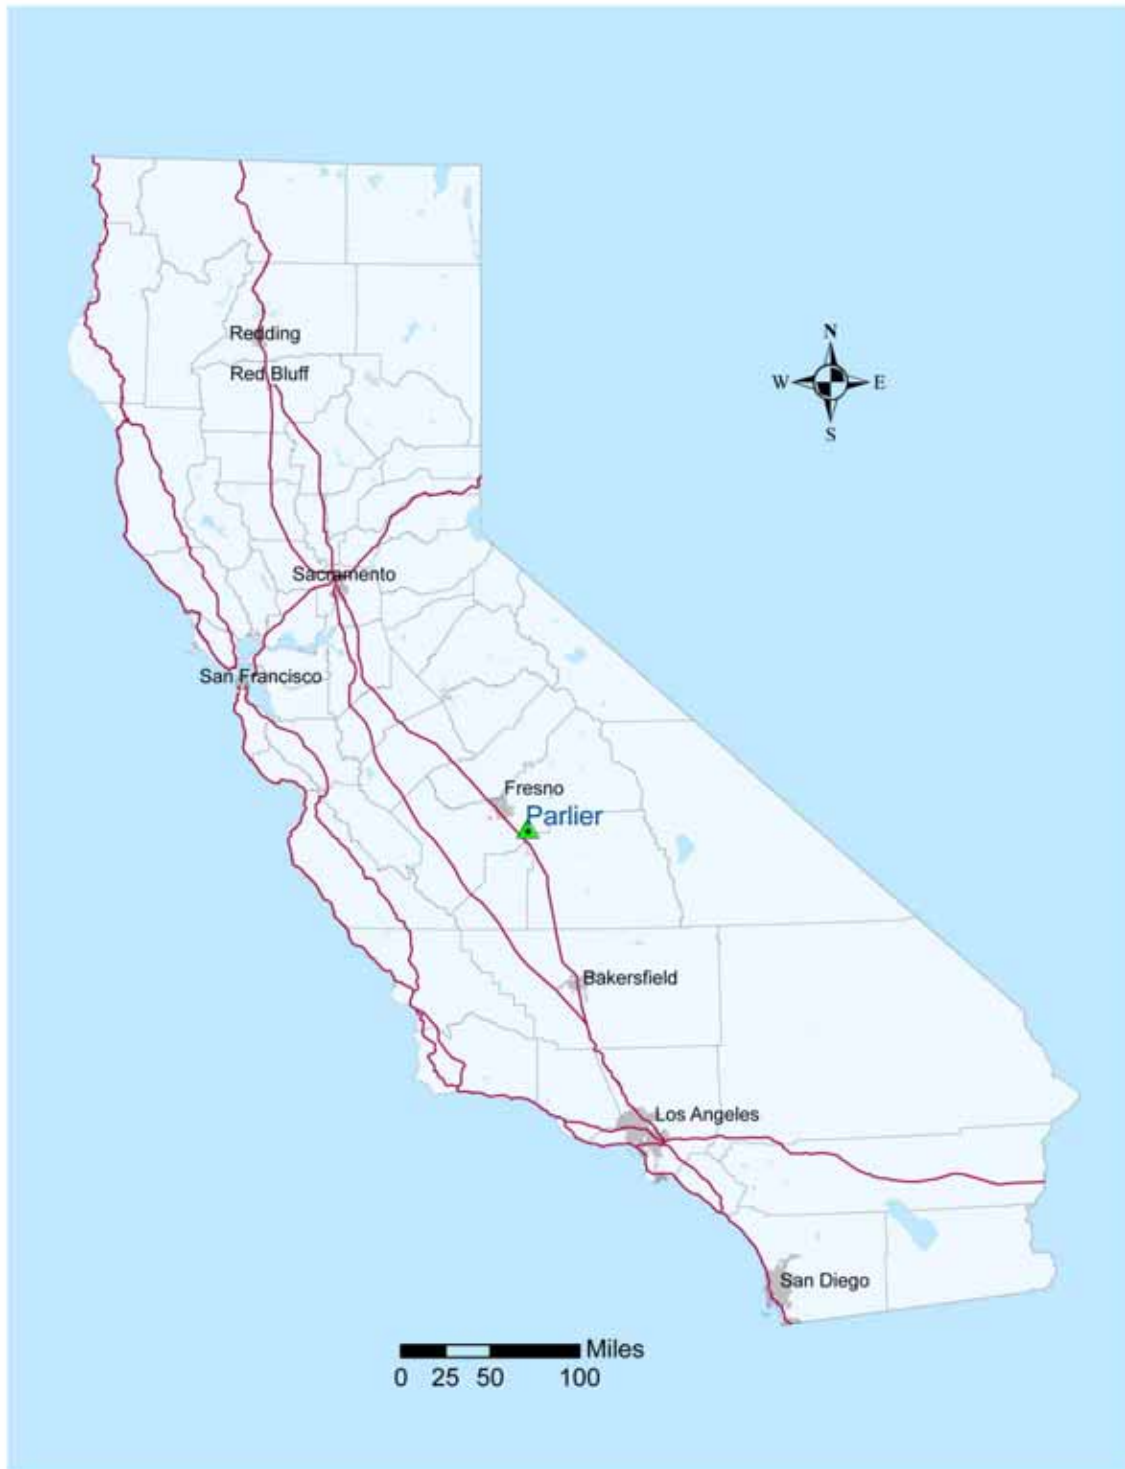 Redding
Red Bluff
N
W E
S
Sacramento
San Francisco
Fresno
Parlier
Bakersfield
Los Angeles
San Diego
Miles
0 25 50 100